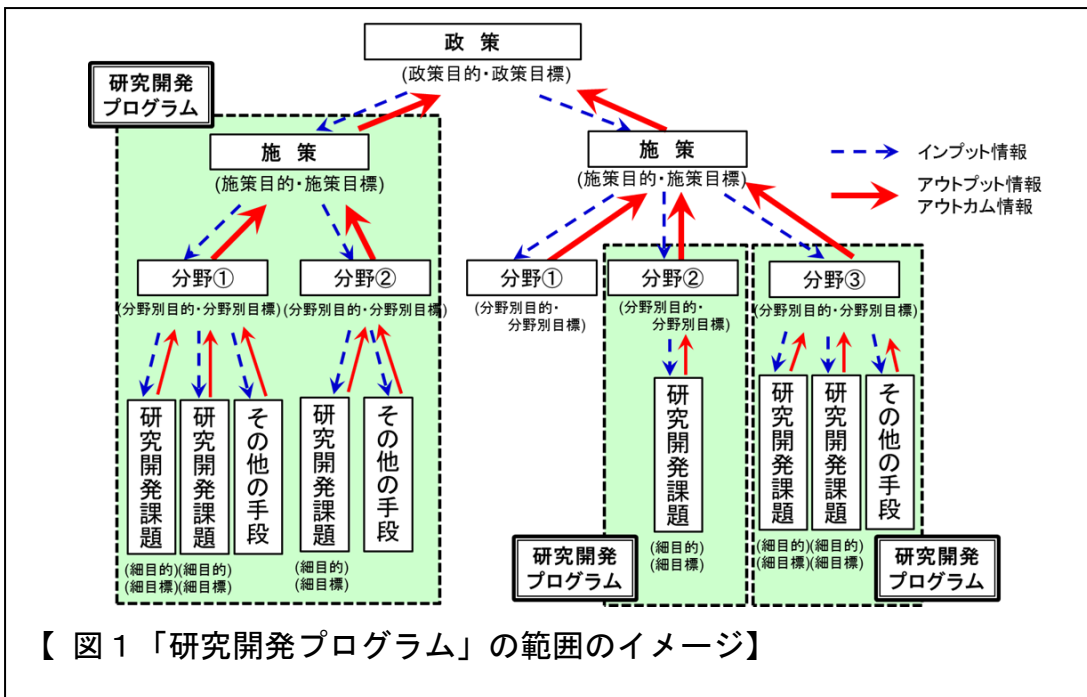 政 策
(政策目的・政策目標)
研究開発
プログラム
施 策
(施策目的・施策目標)
施 策
(施策目的・施策目標)
インプット情報
アウトプット情報
アウトカム情報
分野①
(分野別目的・分野別目標)
分野②
(分野別目的・分野別目標)
分野①
(分野別目的・
分野別目標)
分野②
(分野別目的・
分野別目標)
分野③
(分野別目的・分野別目標)
研究開発課題
研究開発課題
その他の手段
研究開発課題
その他の手段
研究開発課題
研究開発課題
研究開発課題
その他の手段
(細目的)(細目的)
(細目標)(細目標)
(細目的)
(細目標)
(細目的)
(細目標)
(細目的)(細目的)
(細目標)(細目標)
研究開発
プログラム
研究開発
プログラム
【 図1「研究開発プログラム」の範囲のイメージ】